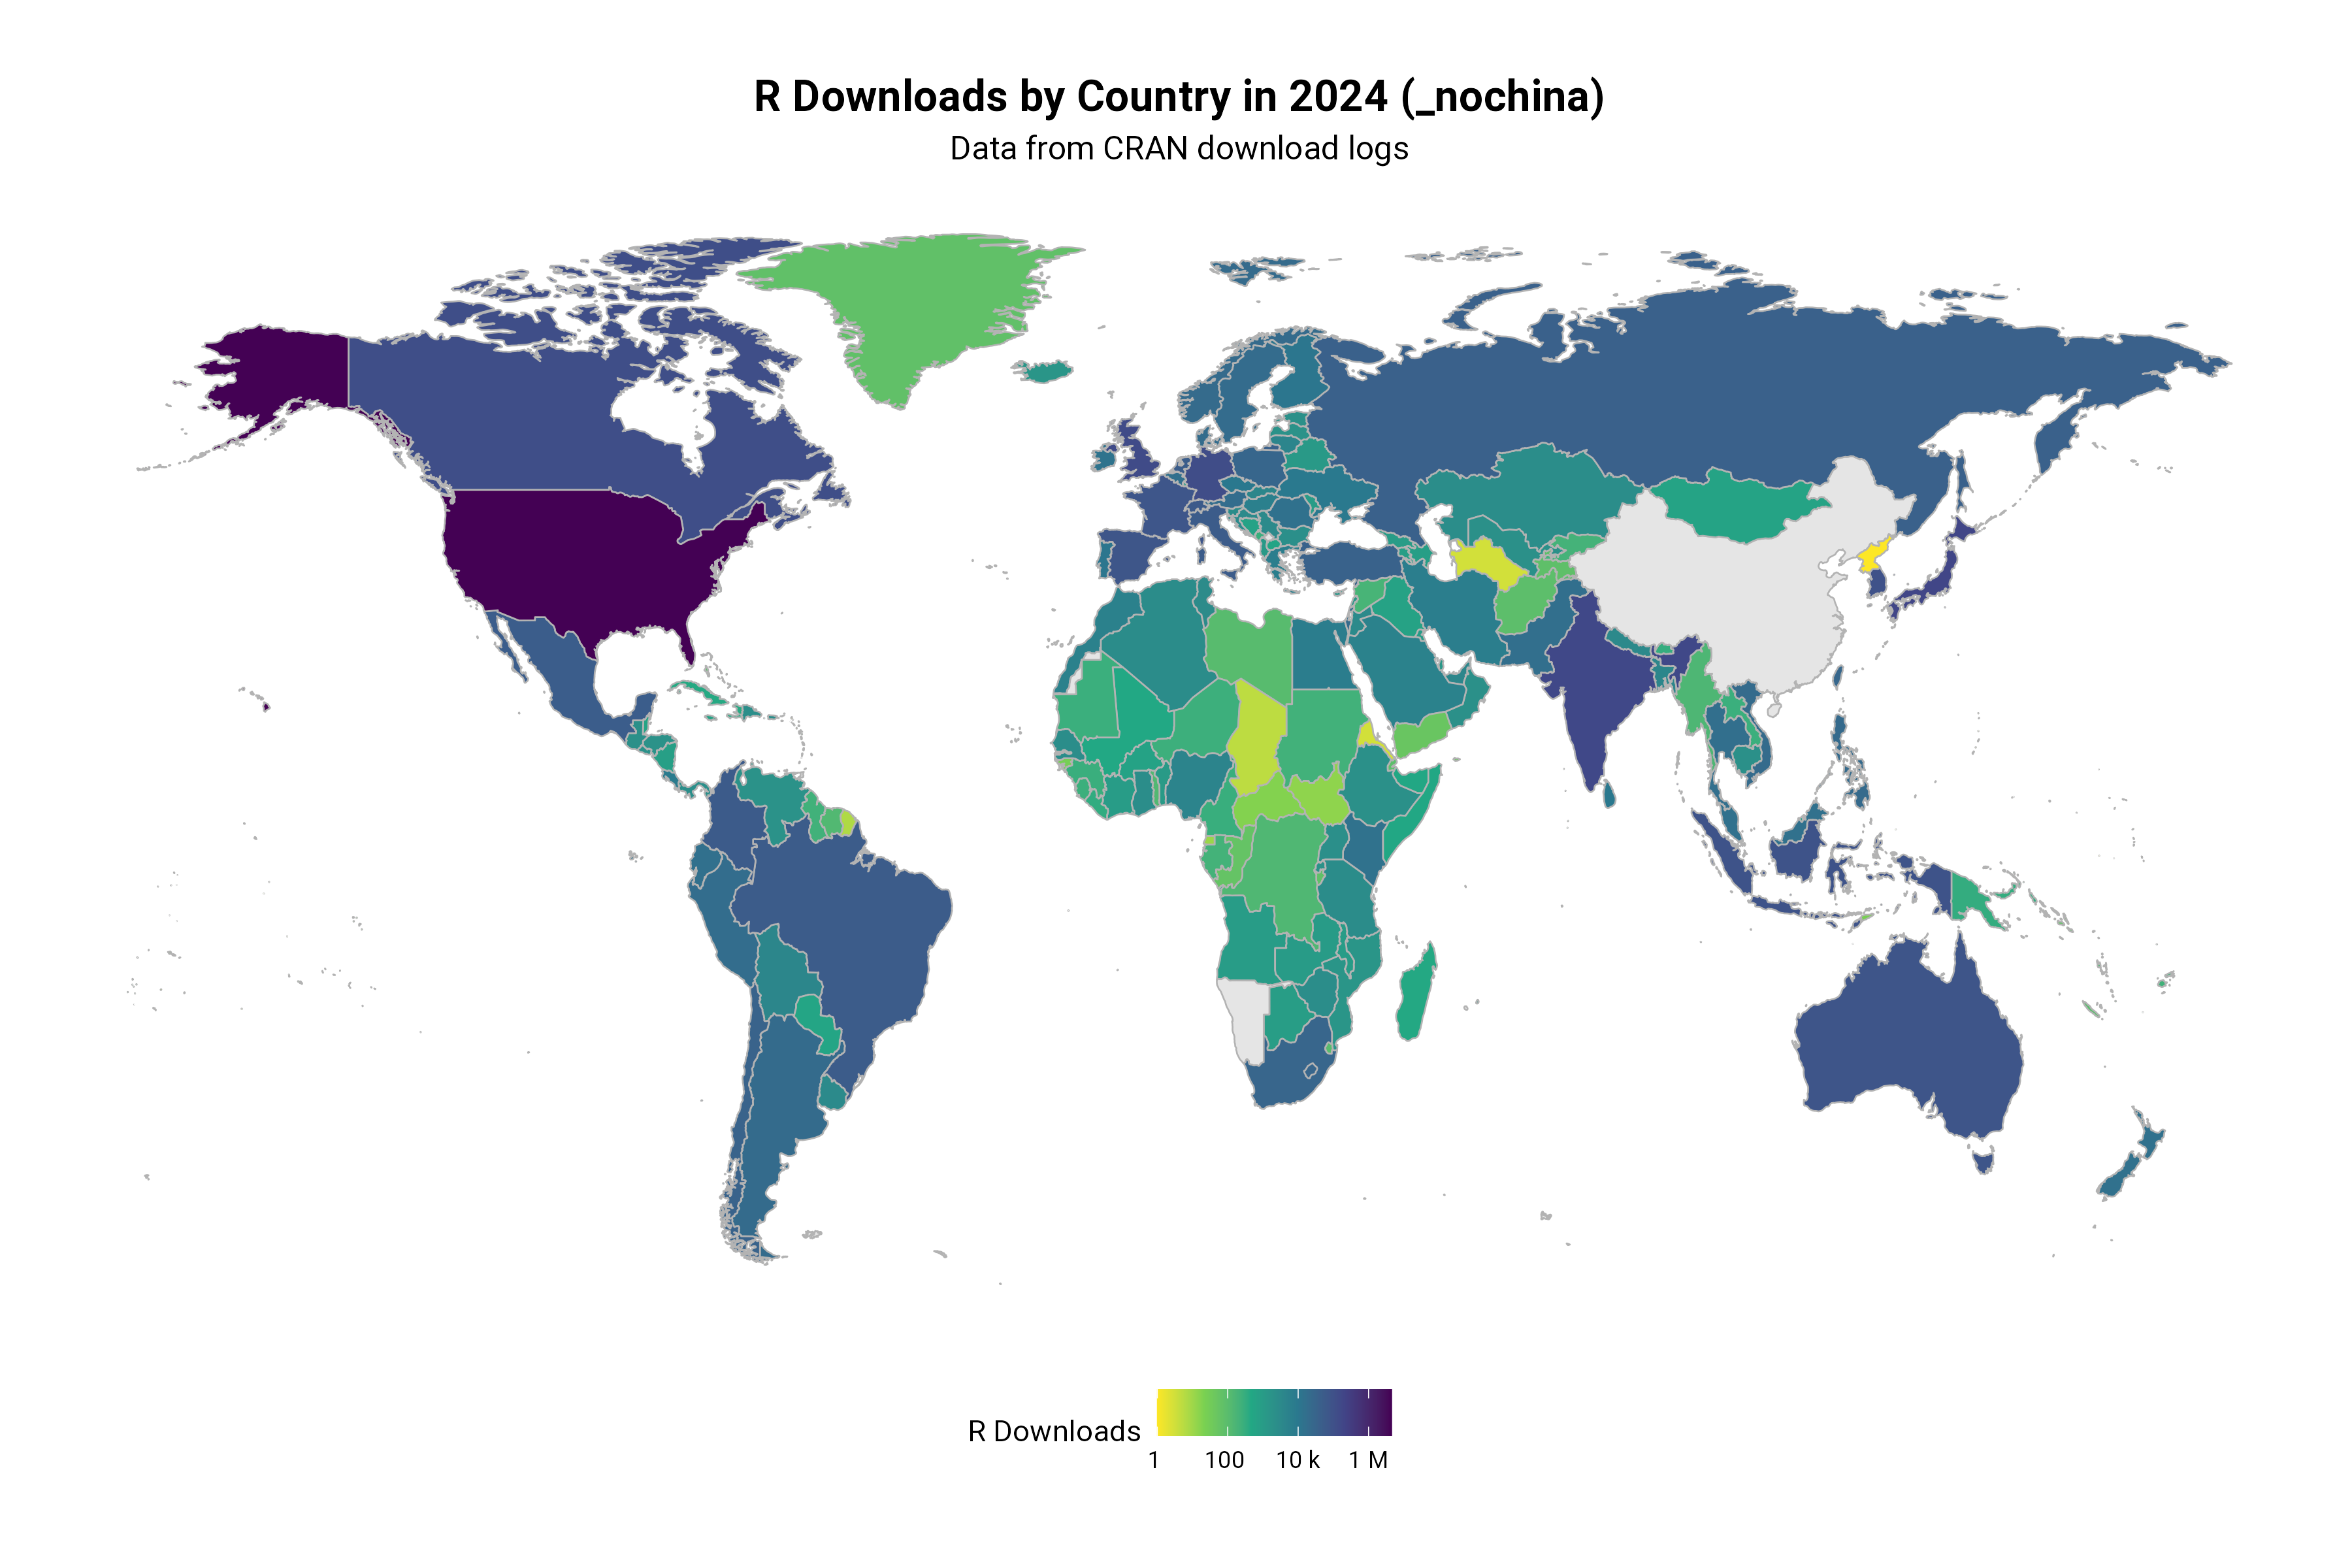 R Downloads by Country in 2024 (_nochina)
Data from CRAN download logs
R Downloads
1 100 10 k 1 M